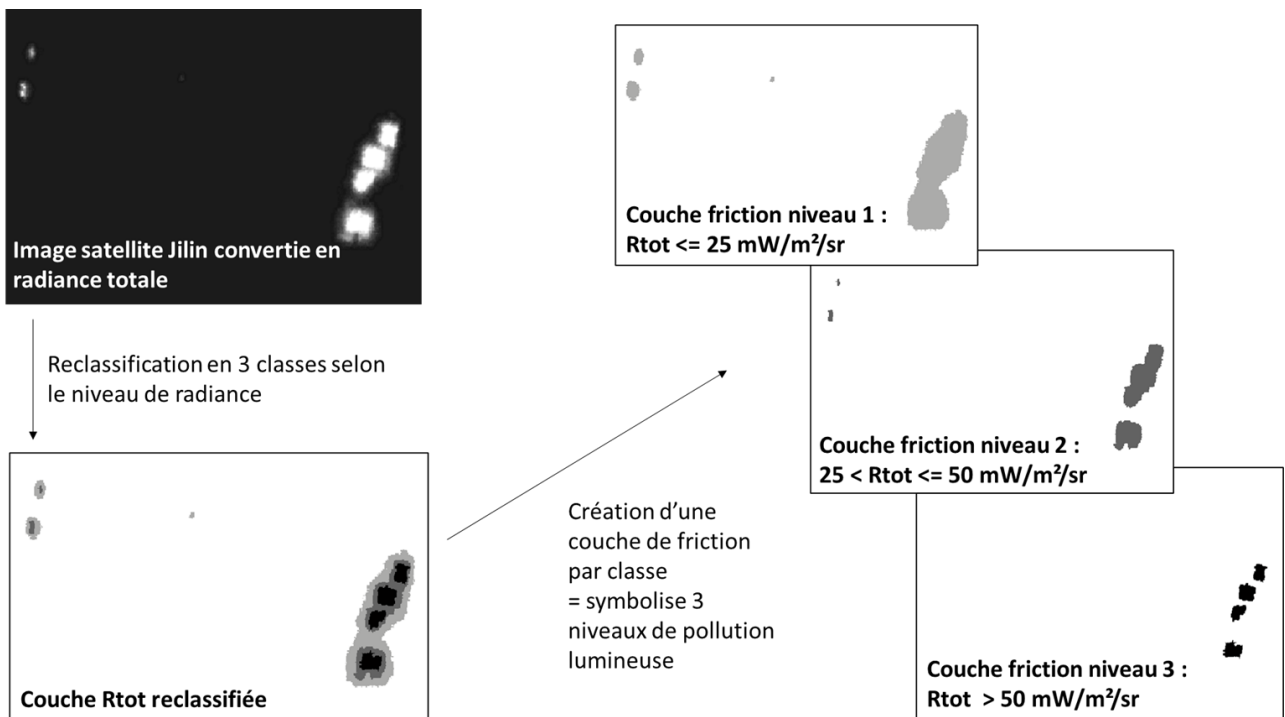 Image satellite Jilin convertie en
radiance totale
Reclassification en 3 classes selon
le niveau de radiance
Couche Rtot reclassifiée
Création d’une
couche de friction
par classe
= symbolise 3
niveaux de pollution
lumineuse
Couche friction niveau 1 :
Rtot <= 25 mW/m²/sr
Couche friction niveau 2 :
25 < Rtot <= 50 mW/m²/sr
Couche friction niveau 3 :
Rtot > 50 mW/m²/sr